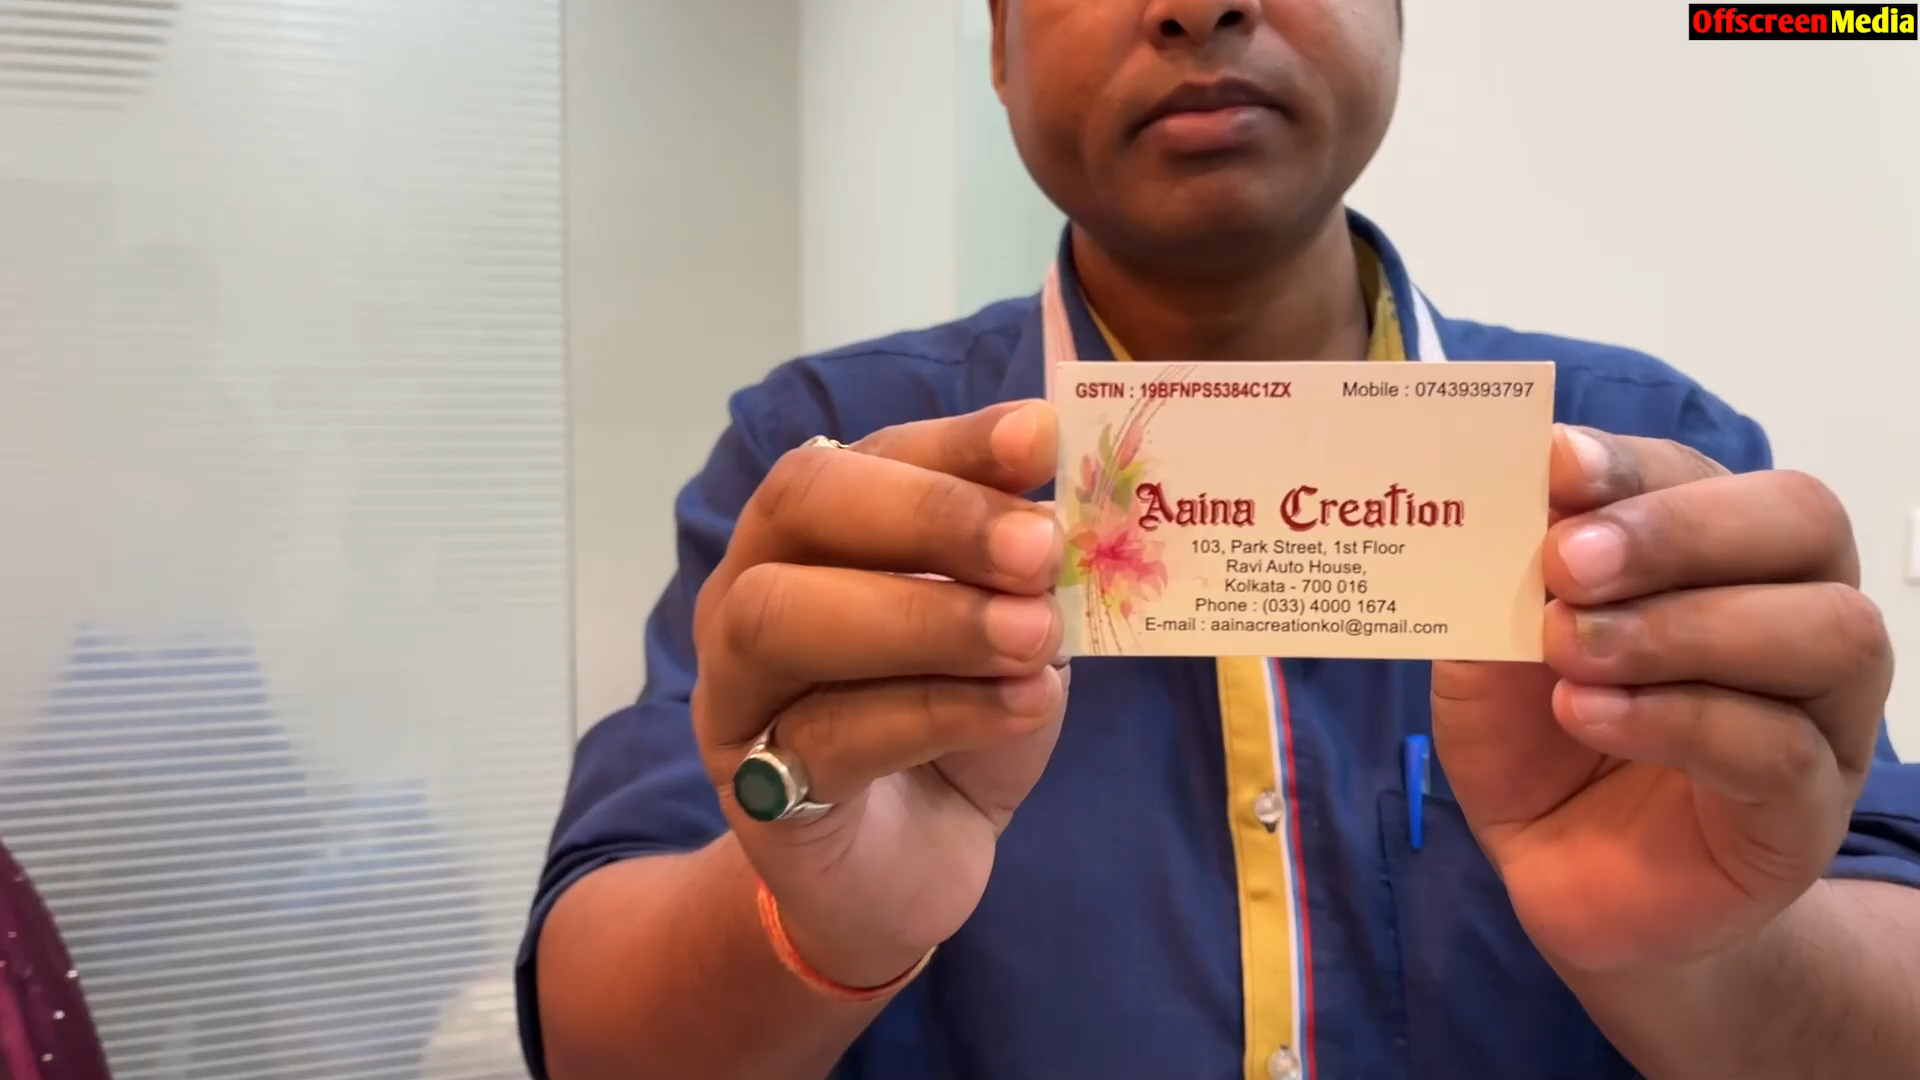 Offscreen Media
GSTIN : 19BFNPS5384C1ZX
Mobile : 07439393797
Aaina Creation
103, Park Street, 1st Floor
Ravi Auto House,
Kolkata - 700 016
Phone : (033) 4000 1674
E-mail : aainacreationkol@gmail.com